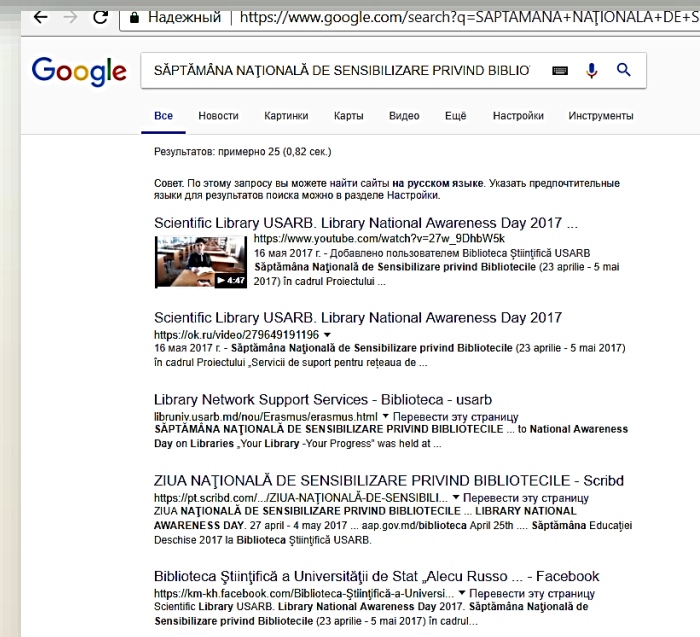 Надежный | https://www.google.com/search?q=SAPTAMANA+NAŢIONALA+DE+S
Google SĂPTĂMÂNA NAŢIONALĂ DE SENSIBILIZARE PRIVIND BIBLIO
Все Новости Картинки Карты Видео Ещё Настройки Инструменты
Результатов: примерно 25 (0,82 сек.)
Совет. По этому запросу вы можете найти сайты на русском языке. Указать предпочтительные
языки для результатов поиска можно в разделе Настройки.
Scientific Library USARB. Library National Awareness Day 2017 ...
https://www.youtube.com/watch?v=27w_9DhbW5k
16 мая 2017 г. - Добавлено пользователем Biblioteca Ştiinţifică USARB
Săptămâna Naţională de Sensibilizare privind Bibliotecile (23 aprilie - 5 mai
2017) în cadrul Proiectului ...
4:47
Scientific Library USARB. Library National Awareness Day 2017
https://ok.ru/video/279649191196
16 мая 2017 г. - Săptămâna Naţională de Sensibilizare privind Bibliotecile (23 aprilie - 5 mai 2017)
în cadrul Proiectului „Servicii de suport pentru reţeaua de ...
Library Network Support Services - Biblioteca - usarb
libruniv.usarb.md/nou/Erasmus/erasmus.html Перевести эту страницу
SĂPTĂMÂNA NAŢIONALĂ DE SENSIBILIZARE PRIVIND BIBLIOTECILE ... to National Awareness
Day on Libraries „Your Library -Your Progress” was held at ...
ZIUA NAŢIONALĂ DE SENSIBILIZARE PRIVIND BIBLIOTECILE - Scribd
https://pt.scribd.com/.../ZIUA-NAŢIONALĂ-DE-SENSIBILI... Перевести эту страницу
ZIUA NAŢIONALĂ DE SENSIBILIZARE PRIVIND BIBLIOTECILE ... LIBRARY NATIONAL
AWARENESS DAY. 27 april - 4 may 2017 ... aap.gov.md/biblioteca April 25th .... Săptămâna Educaţiei
Deschise 2017 la Biblioteca Ştiinţifică USARB.
Biblioteca Ştiinţifică a Universităţii de Stat „Alecu Russo ... - Facebook
https://km-kh.facebook.com/Biblioteca-Ştiinţifică-a-Universi... Перевести эту страницу
Scientific Library USARB. Library National Awareness Day 2017. Săptămâna Naţională de
Sensibilizare privind Bibliotecile (23 aprilie - 5 mai 2017) în cadrul...